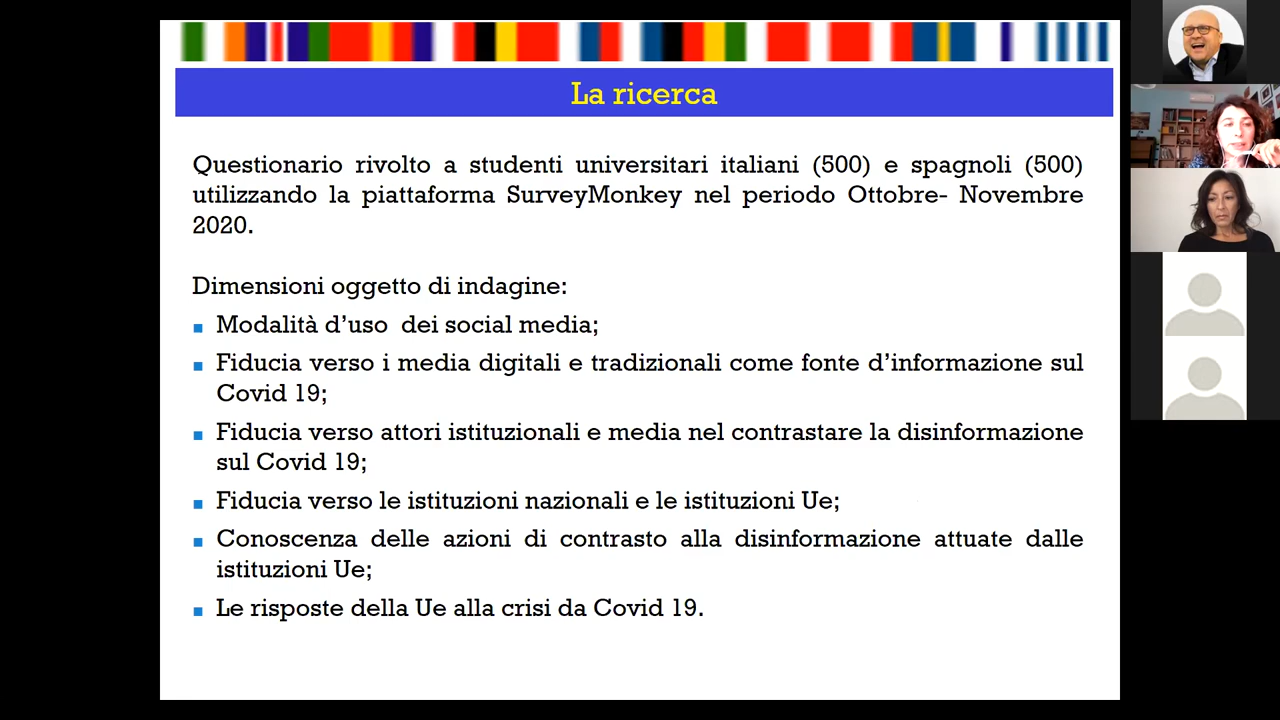 La ricerca
Questionario rivolto a studenti universitari italiani (500) e spagnoli (500)
utilizzando la piattaforma SurveyMonkey nel periodo Ottobre- Novembre
2020.
Dimensioni oggetto di indagine:
■ Modalità d’uso dei social media;
■ Fiducia verso i media digitali e tradizionali come fonte d’informazione sul
Covid 19;
■ Fiducia verso attori istituzionali e media nel contrastare la disinformazione
sul Covid 19;
■ Fiducia verso le istituzioni nazionali e le istituzioni Ue;
■ Conoscenza delle azioni di contrasto alla disinformazione attuate dalle
istituzioni Ue;
■ Le risposte della Ue alla crisi da Covid 19.